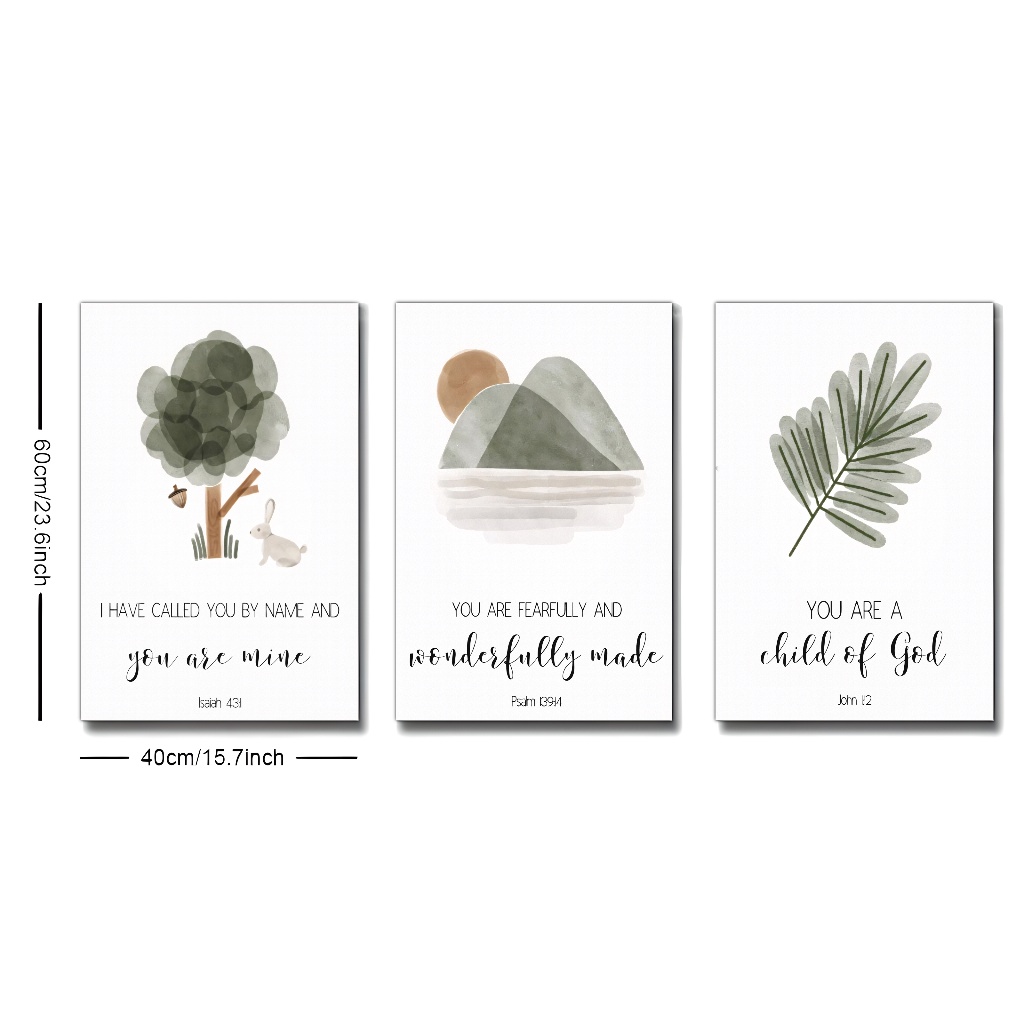 60cm/23.6inch
I HAVE CALLED YOU BY NAME AND
you are mine
Isaiah 43:1
YOU ARE FEARFULLY AND
wonderfully made
Psalm 139:14
YOU ARE A
child of God
John 1:12
40cm/15.7inch